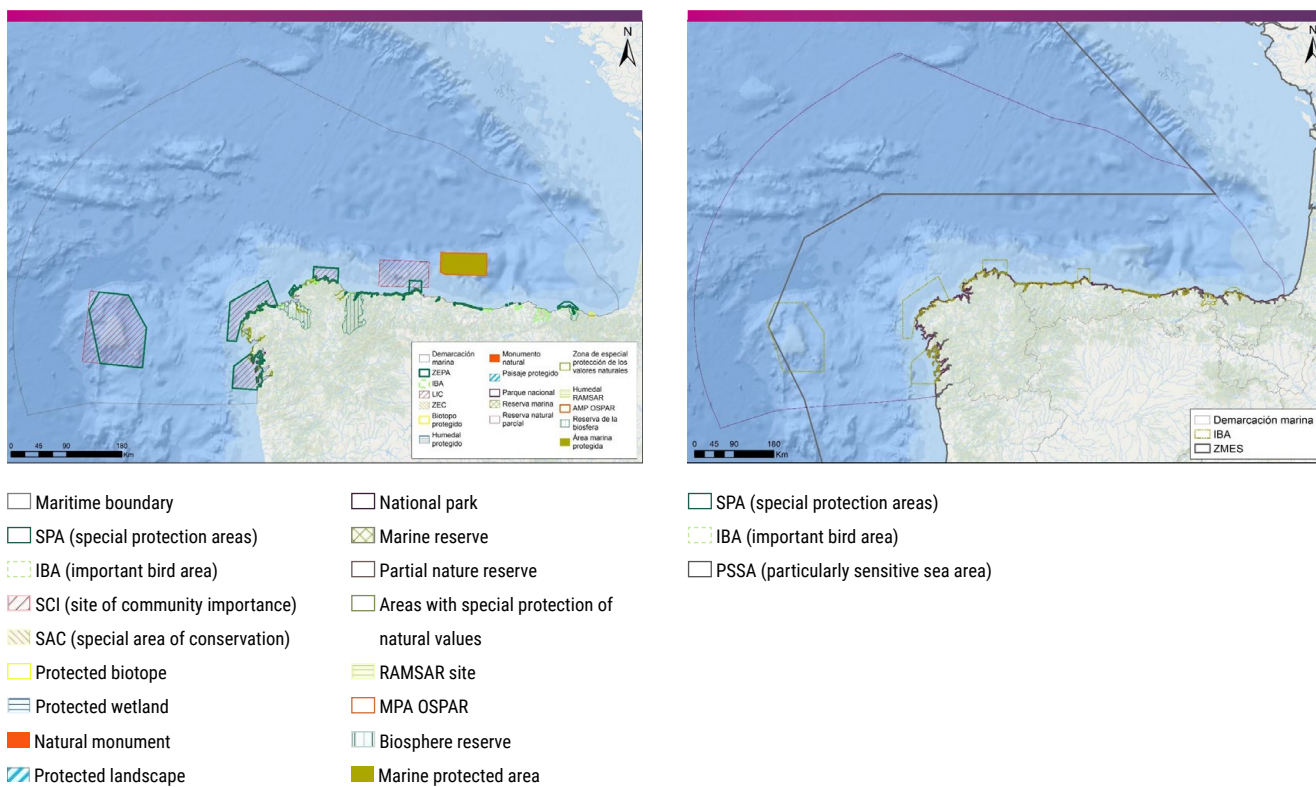 N
Demarcación
marina
ZEPA
IBA
LIC
ZEC
Biotopo
protegido
Humedal
protegido
Monumento
natural
Paisaje protegido
Parque nacional
Reserva marina
Reserva natural
parcial
Zona de especial
protección de los
valores naturales
Humedal
RAMSAR
AMP OSPAR
Reserva de la
biosfera
Área marina
protegida
0 45 90 180
Km
N
Demarcación marina
IBA
ZMES
0 45 90 180
Km
Maritime boundary
SPA (special protection areas)
IBA (important bird area)
SCI (site of community importance)
SAC (special area of conservation)
Protected biotope
Protected wetland
Natural monument
Protected landscape
National park
Marine reserve
Partial nature reserve
Areas with special protection of
natural values
RAMSAR site
MPA OSPAR
Biosphere reserve
Marine protected area
SPA (special protection areas)
IBA (important bird area)
PSSA (particularly sensitive sea area)